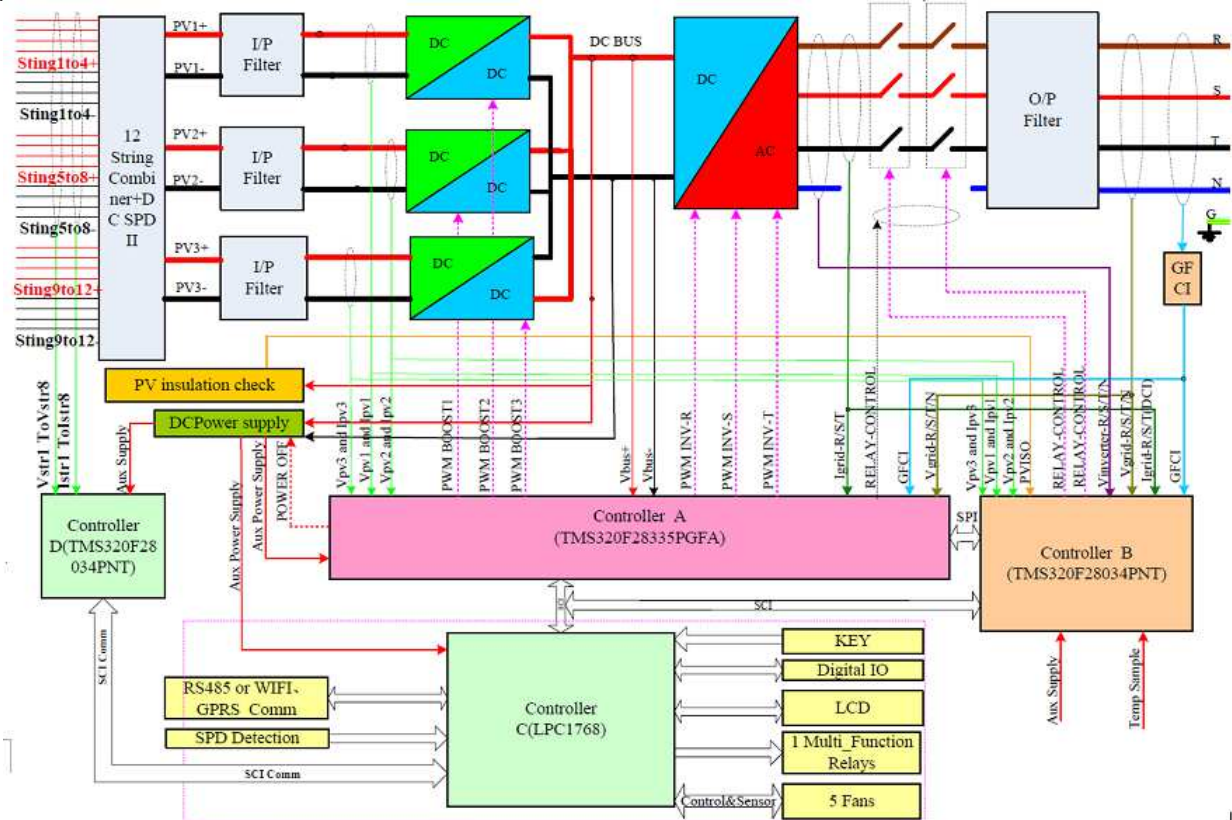 PV1+
PV1-
Sting1to4+
Sting1to4-
PV2+
PV2-
Sting5to8+
Sting5to8-
PV3+
PV3-
Sting9to12+
Sting9to12-
12
String
Combi
ner+D
C SPD
II
I/P
Filter
I/P
Filter
I/P
Filter
DC
DC
DC
DC
DC
DC
DC BUS
DC
AC
O/P
Filter
R
S
T
N
G
GF
CI
PV insulation check
DCPower supply
Vstr1 ToVstr8
Istr1 ToIstr8
Aux Supply
Aux Power Supply
Aux Power Supply
POWER OFF
Vpv3 and Ipv3
Vpv1 and Ipv1
Vpv2 and Ipv2
PWM BOOST1
PWM BOOST2
PWM BOOST3
Vbus+
Vbus-
PWM INV-R
PWM INV-S
PWM INV-T
Igrid-R/S/T
RELAY-CONTROL
GFCI
Vgrid-R/S/T/N
Vpv3 and Ipv3
Vpv1 and Ipv1
Vpv2 and Ipv2
PVISO
RELAY-CONTROL
RELAY-CONTROL
Vinverter-R/S/T/N
Vgrid-R/S/T/N
Igrid-R/S/T(DCI)
GFCI
Controller
D(TMS320F28
034PNT)
Controller A
(TMS320F28335PGFA)
SPI
Controller B
(TMS320F28034PNT)
SCI
SCI
SCI Comm
SCI Comm
Aux Supply
Temp Sample
RS485 or WIFI、
GPRS Comm
SPD Detection
Controller
C(LPC1768)
KEY
Digital IO
LCD
1 Multi_Function
Relays
Control&Sensor
5 Fans